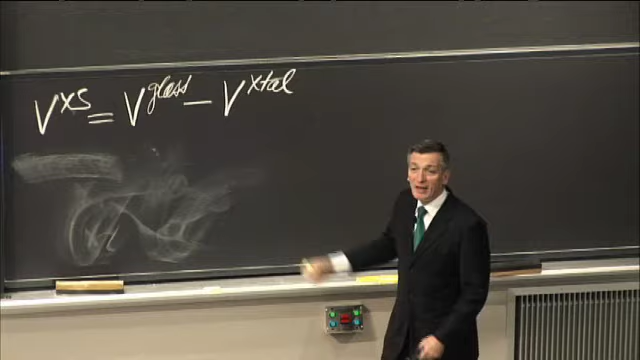 V^xs = V^glass - V^xtal